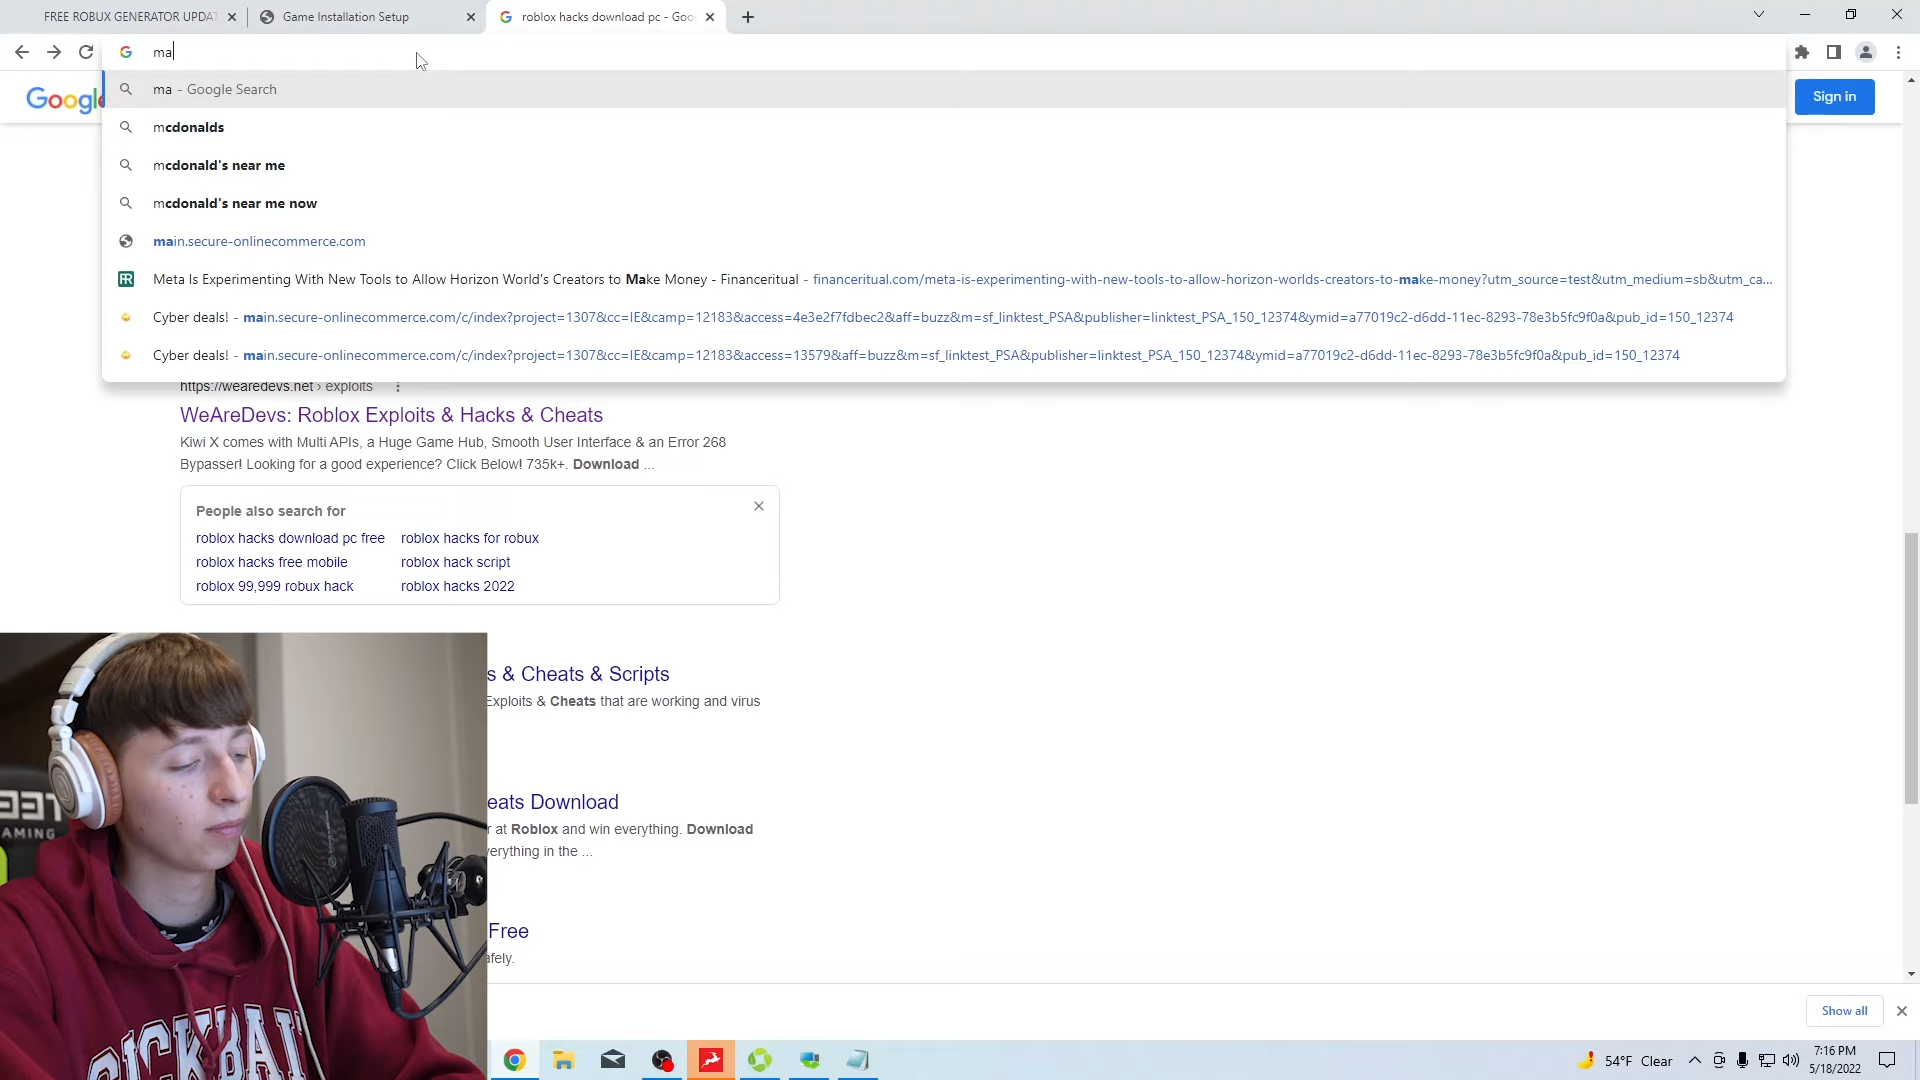 FREE ROBUX GENERATOR UPDAT
Game Installation Setup
roblox hacks download pc - Goo
ma
Google
ma - Google Search
Sign in
mcdonalds
mcdonald's near me
mcdonald's near me now
main.secure-onlinecommerce.com
Meta Is Experimenting With New Tools to Allow Horizon World's Creators to Make Money - Financeritual - financeritual.com/meta-is-experimenting-with-new-tools-to-allow-horizon-worlds-creators-to-make-money?utm_source=test&utm_medium=sb&utm_ca...
Cyber deals! - main.secure-onlinecommerce.com/c/index?project=1307&cc=IE&camp=12183&access=4e3e2f7fdbec2&aff=buzz&m=sf_linktest_PSA&publisher=linktest_PSA_150_12374&ymid=a77019c2-d6dd-11ec-8293-78e3b5fc9f0a&pub_id=150_12374
Cyber deals! - main.secure-onlinecommerce.com/c/index?project=1307&cc=IE&camp=12183&access=13579&aff=buzz&m=sf_linktest_PSA&publisher=linktest_PSA_150_12374&ymid=a77019c2-d6dd-11ec-8293-78e3b5fc9f0a&pub_id=150_12374
https://wearedevs.net › exploits
WeAreDevs: Roblox Exploits & Hacks & Cheats
Kiwi X comes with Multi APIs, a Huge Game Hub, Smooth User Interface & an Error 268
Bypasser! Looking for a good experience? Click Below! 735k+. Download ...
People also search for
roblox hacks download pc free
roblox hacks for robux
roblox hacks free mobile
roblox hack script
roblox 99,999 robux hack
roblox hacks 2022
s & Cheats & Scripts
Exploits & Cheats that are working and virus
eats Download
r at Roblox and win everything. Download
verything in the ...
Free
afely.
GAMING
SICKBAIT
Show all
54°F Clear
7:16 PM
5/18/2022